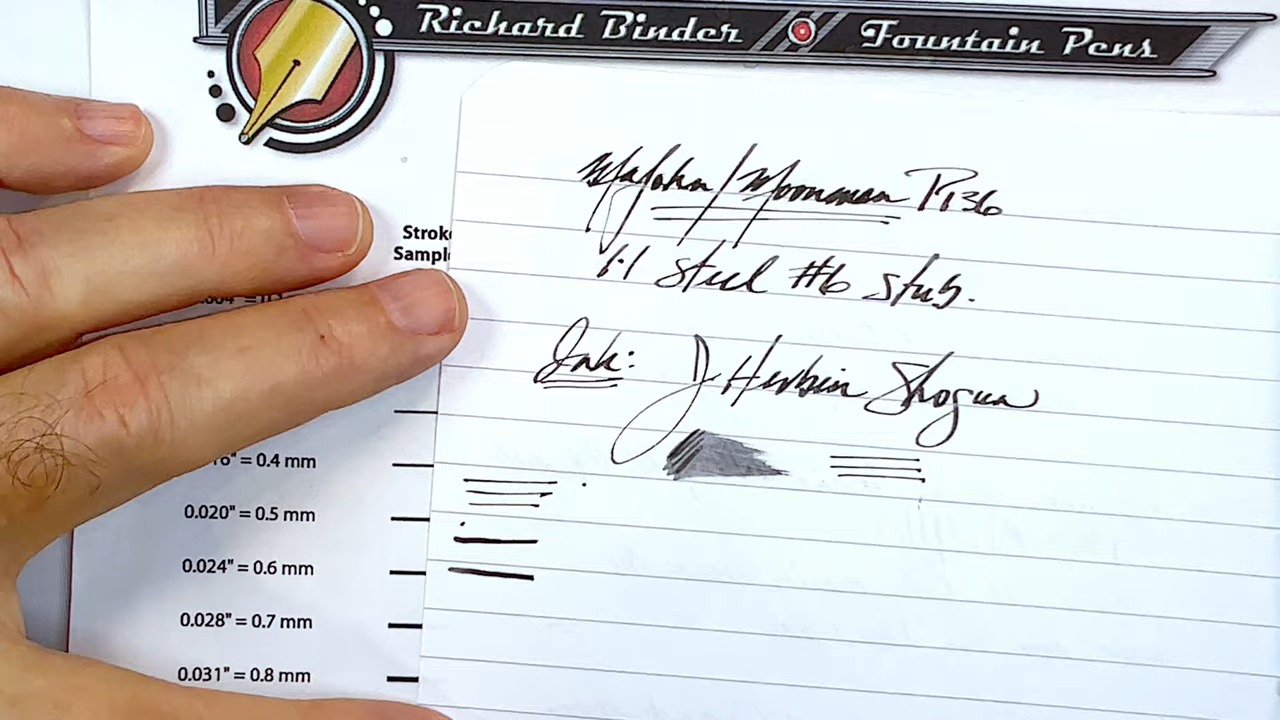 Richard Binder Fountain Pens
Majohn/Moonman P136
1.1 Steel #6 stub.
Ink: J Herbin Shogun
Stroke
Sampl
0.4 mm
0.020" = 0.5 mm
0.024" = 0.6 mm
0.028" = 0.7 mm
0.031" = 0.8 mm